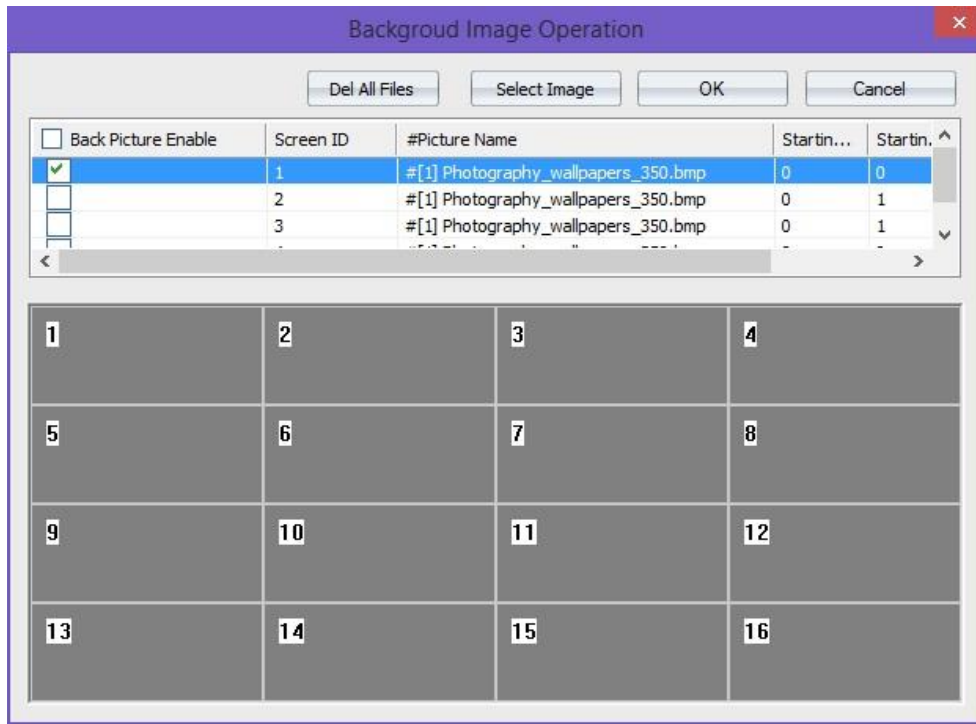 Backgroud Image Operation
Del All Files Select Image OK Cancel
Back Picture Enable Screen ID #Picture Name Startin... Startin.
1 #[1] Photography_wallpapers_350.bmp 0 0
2 #[1] Photography_wallpapers_350.bmp 0 1
3 #[1] Photography_wallpapers_350.bmp 0 1
1 2 3 4
5 6 7 8
9 10 11 12
13 14 15 16